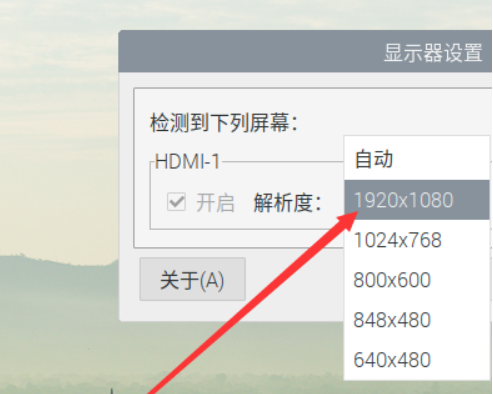 显示器设置
检测到下列屏幕：
HDMI-1
开启 解析度：
自动
1920x1080
1024x768
800x600
848x480
640x480
关于(A)